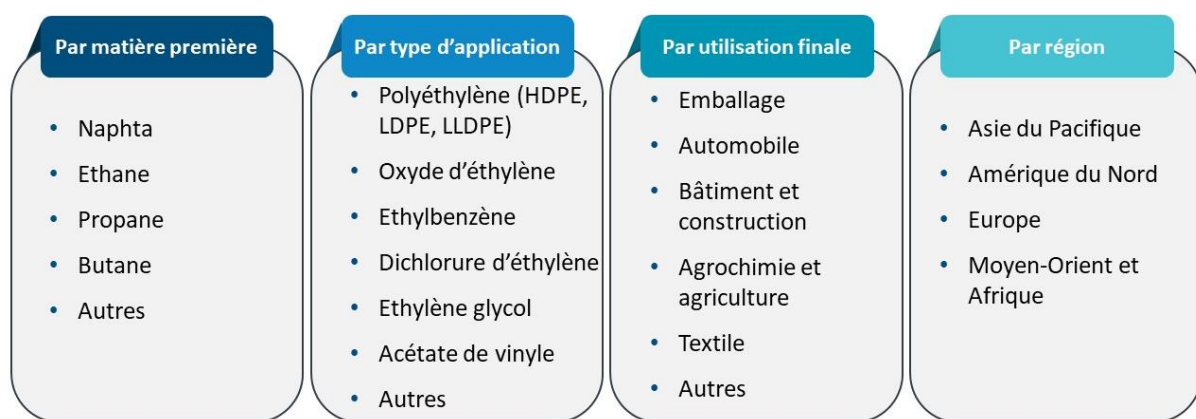 Par matière première
• Naphta
• Ethane
• Propane
• Butane
• Autres
Par type d’application
• Polyéthylène (HDPE,
LDPE, LLDPE)
• Oxyde d’éthylène
• Ethylbenzène
• Dichlorure d’éthylène
• Ethylène glycol
• Acétate de vinyle
• Autres
Par utilisation finale
• Emballage
• Automobile
• Bâtiment et
construction
• Agrochimie et
agriculture
• Textile
• Autres
Par région
• Asie du Pacifique
• Amérique du Nord
• Europe
• Moyen-Orient et
Afrique